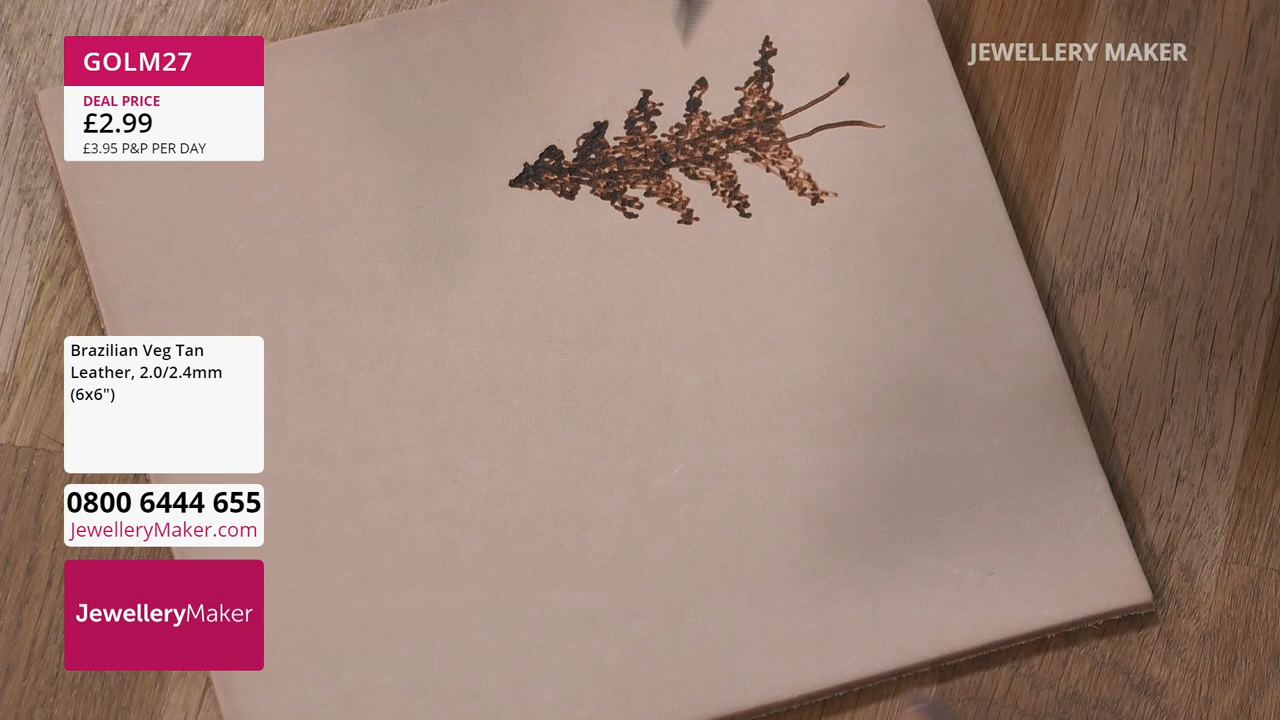 GOLM27
DEAL PRICE
£2.99
£3.95 P&P PER DAY
JEWELLERY MAKER
Brazilian Veg Tan
Leather, 2.0/2.4mm
(6x6")
0800 6444 655
JewelleryMaker.com
JewelleryMaker